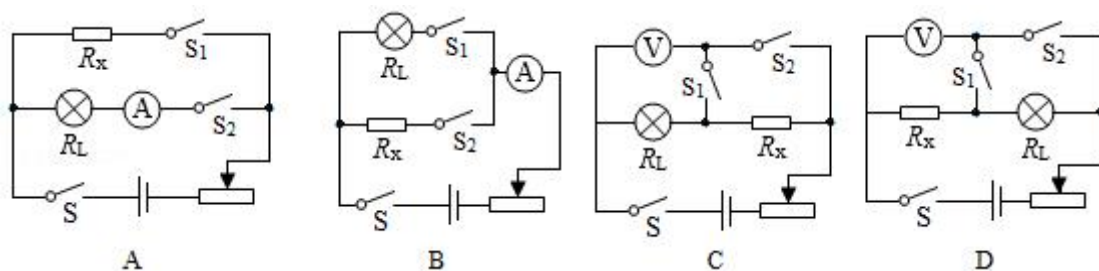 Rx S1
RL A S2
S
A
RL S1
A
Rx S2
S
B
V S2
S1
RL Rx
S
C
V S2
S1
Rx RL
S
D